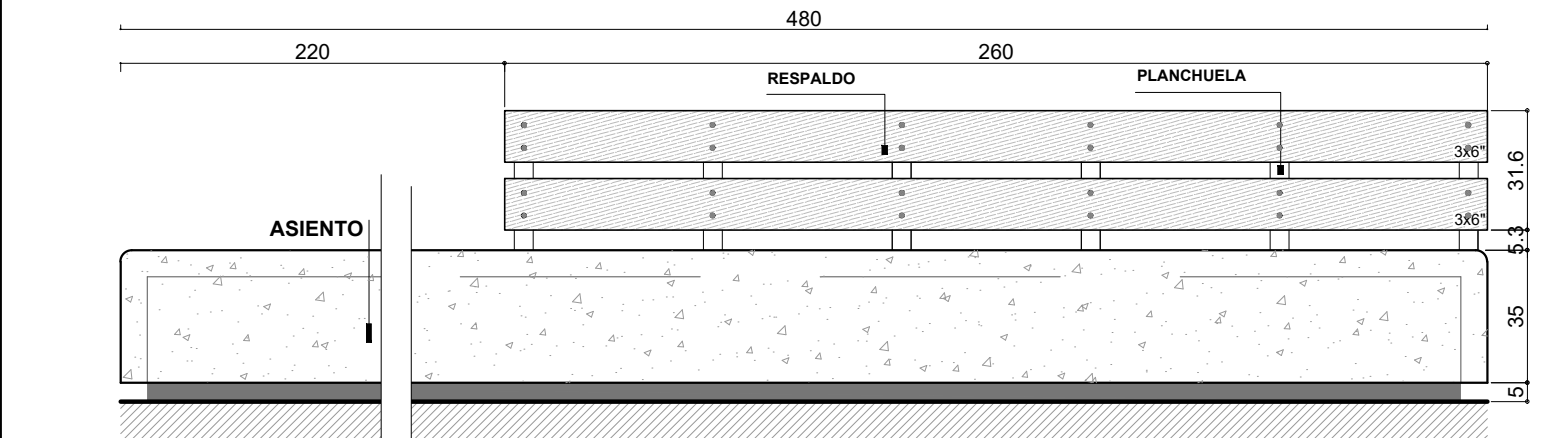 480
220
260
RESPALDO
PLANCHUELA
3x6"
31.6
3x6"
5.3
ASIENTO
35
5